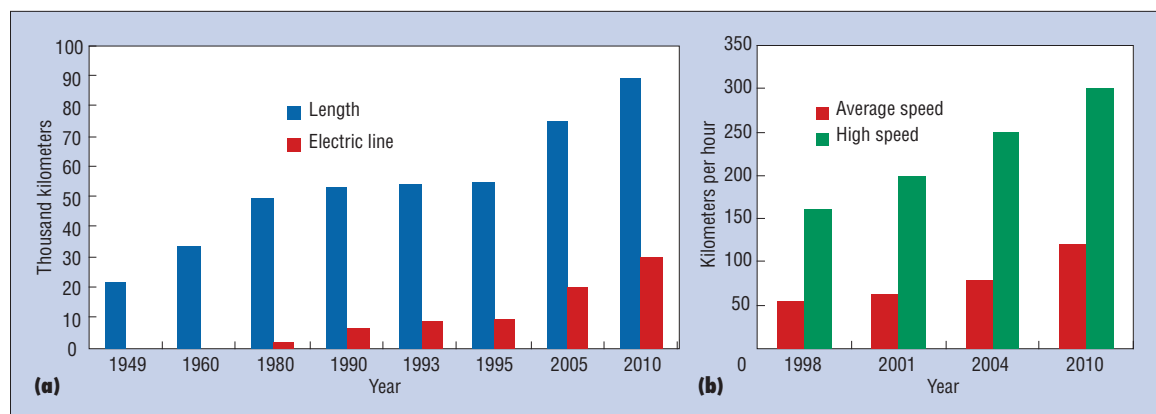 100
90
80
70
60
50
40
30
20
10
0
Thousand kilometers
Length
Electric line
1949 1960 1980 1990 1993 1995 2005 2010
Year
(a)
350
300
250
200
150
100
50
0
Kilometers per hour
Average speed
High speed
1998 2001 2004 2010
Year
(b)